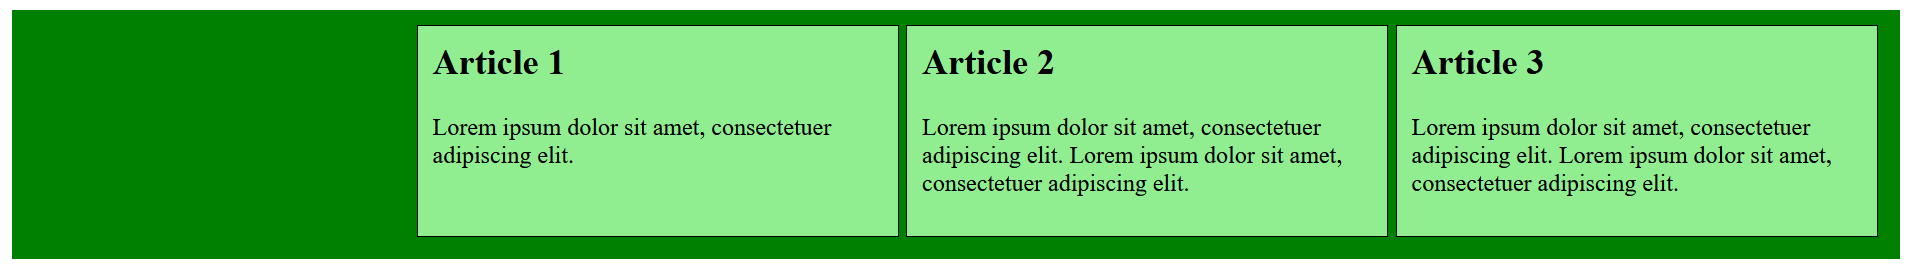 Article 1
Lorem ipsum dolor sit amet, consectetuer
adipiscing elit.
Article 2
Lorem ipsum dolor sit amet, consectetuer
adipiscing elit. Lorem ipsum dolor sit amet,
consectetuer adipiscing elit.
Article 3
Lorem ipsum dolor sit amet, consectetuer
adipiscing elit. Lorem ipsum dolor sit amet,
consectetuer adipiscing elit.